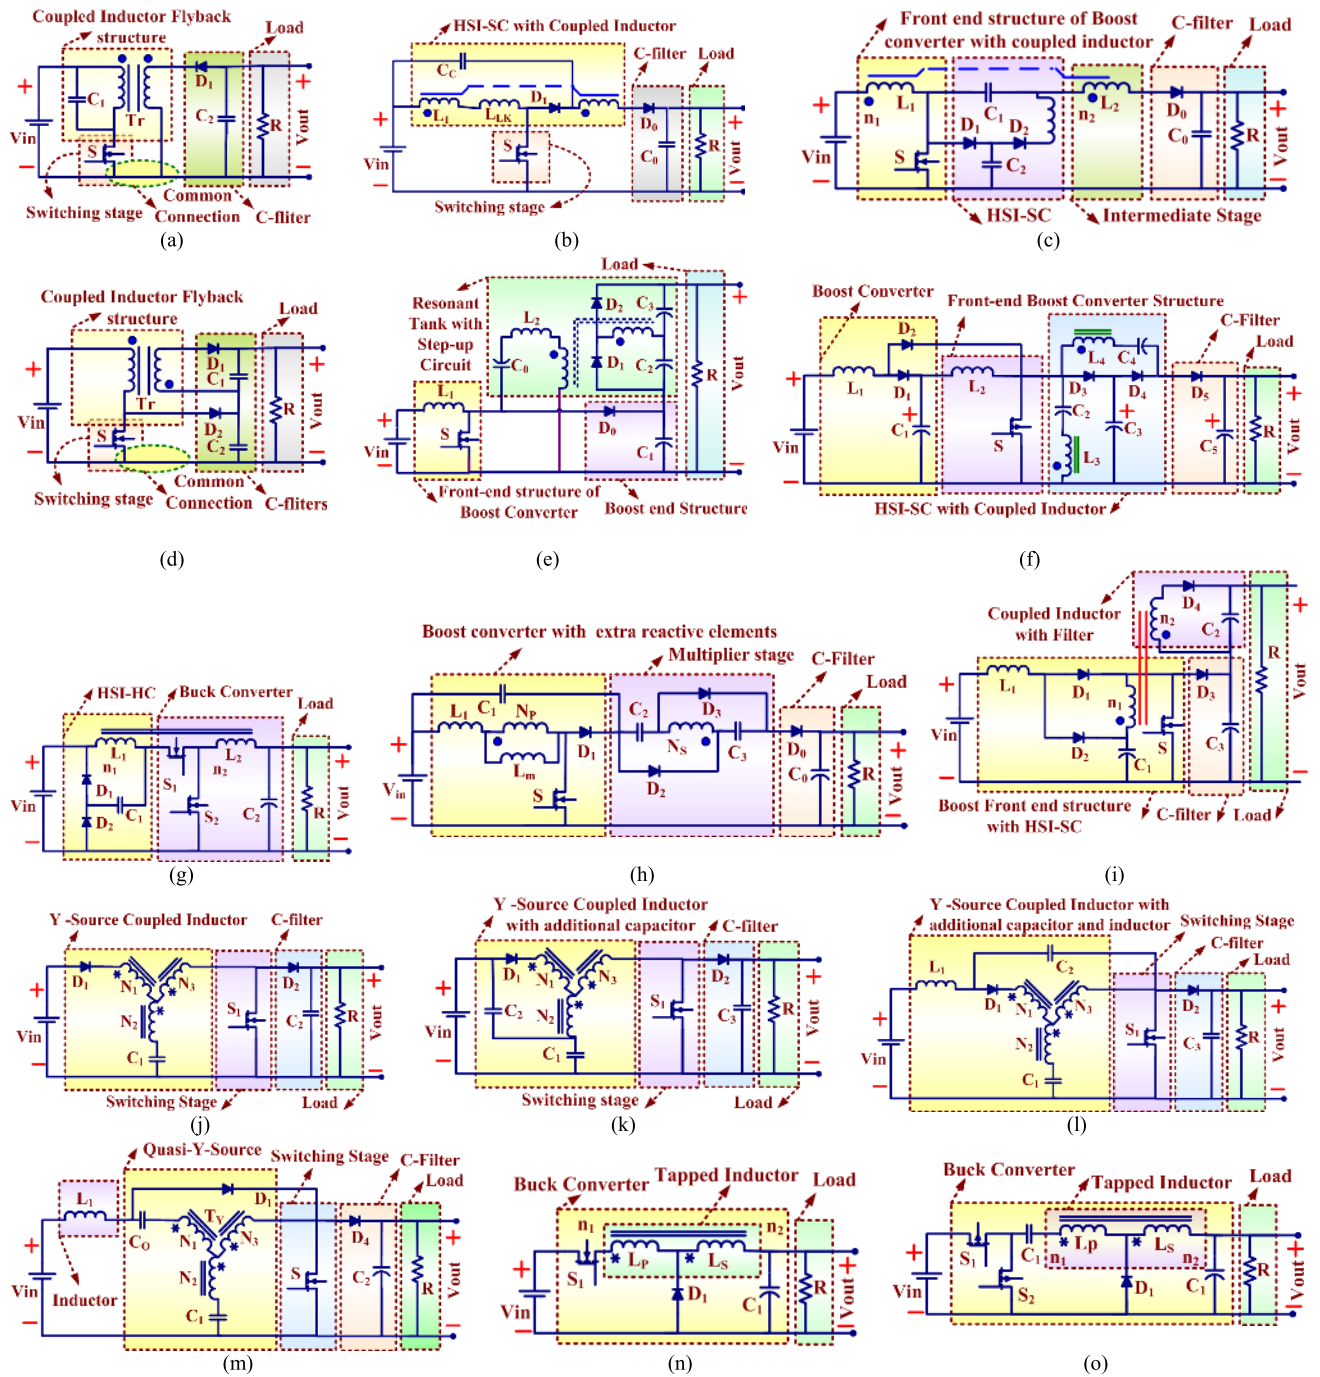 Coupled Inductor Flyback
structure
Load
D1
C1
C2
Tr
R
Vin
Vout
S
Switching stage
Common
Connection
C-fliter
(a)
HSI-SC with Coupled Inductor
C-filter
Load
CC
D1
L1
LLK
D0
C0
R
Vin
Vout
S
Switching stage
(b)
Front end structure of Boost
converter with coupled inductor
C-filter
Load
L1
n1
C1
L2
n2
D1
D2
D0
C0
C2
R
Vin
Vout
S
HSI-SC
Intermediate Stage
(c)
Coupled Inductor Flyback
structure
Load
D1
C1
Tr
D2
C2
R
Vin
Vout
S
Switching stage
Common
Connection
C-fliters
(d)
Load
Resonant
Tank with
Step-up
Circuit
L2
D2
C3
C0
D1
C2
R
Vout
L1
S
D0
C1
Vin
Front-end structure of
Boost Converter
Boost end Structure
(e)
Boost Converter
Front-end Boost Converter Structure
C-Filter
Load
D2
L1
D1
L2
L4
C4
D3
D4
D5
C2
C1
C3
C5
L3
S
R
Vin
Vout
HSI-SC with Coupled Inductor
(f)
HSI-HC
Buck Converter
Load
L1
n1
L2
n2
D1
S1
C1
D2
S2
C2
R
Vin
Vout
(g)
Boost converter with extra reactive elements
Multiplier stage
C-Filter
Load
C1
NP
L1
Lm
D1
C2
D3
NS
C3
D2
D0
C0
S
R
Vin
Vout
(h)
Coupled Inductor
with Filter
n2
D4
C2
R
Vout
L1
D1
n1
D3
D2
S
C1
C3
Vin
Boost Front end structure
with HSI-SC
C-filter
Load
(i)
Y -Source Coupled Inductor
C-filter
D1
N1
N3
D2
N2
S1
C2
R
C1
Vin
Vout
Switching Stage
Load
(j)
Y -Source Coupled Inductor
with additional capacitor
C-filter
D1
N1
N3
D2
C2
N2
S1
C3
R
C1
Vin
Vout
Switching stage
Load
(k)
Y -Source Coupled Inductor with
additional capacitor and inductor
Switching Stage
C-filter
Load
L1
C2
D1
N1
N3
D2
N2
S1
C3
R
C1
Vin
Vout
(l)
Quasi-Y-Source
Switching Stage
C-Filter
Load
L1
D1
CO
TY
N1
N3
D4
N2
S
C2
R
C1
Vin
Vout
Inductor
(m)
Tapped Inductor
Buck Converter
Load
n1
n2
S1
LP
LS
D1
C1
R
Vin
Vout
(n)
Buck Converter
Tapped Inductor
Load
S1
C1
Lp
n1
LS
n2
S2
D1
C1
R
Vin
Vout
(o)